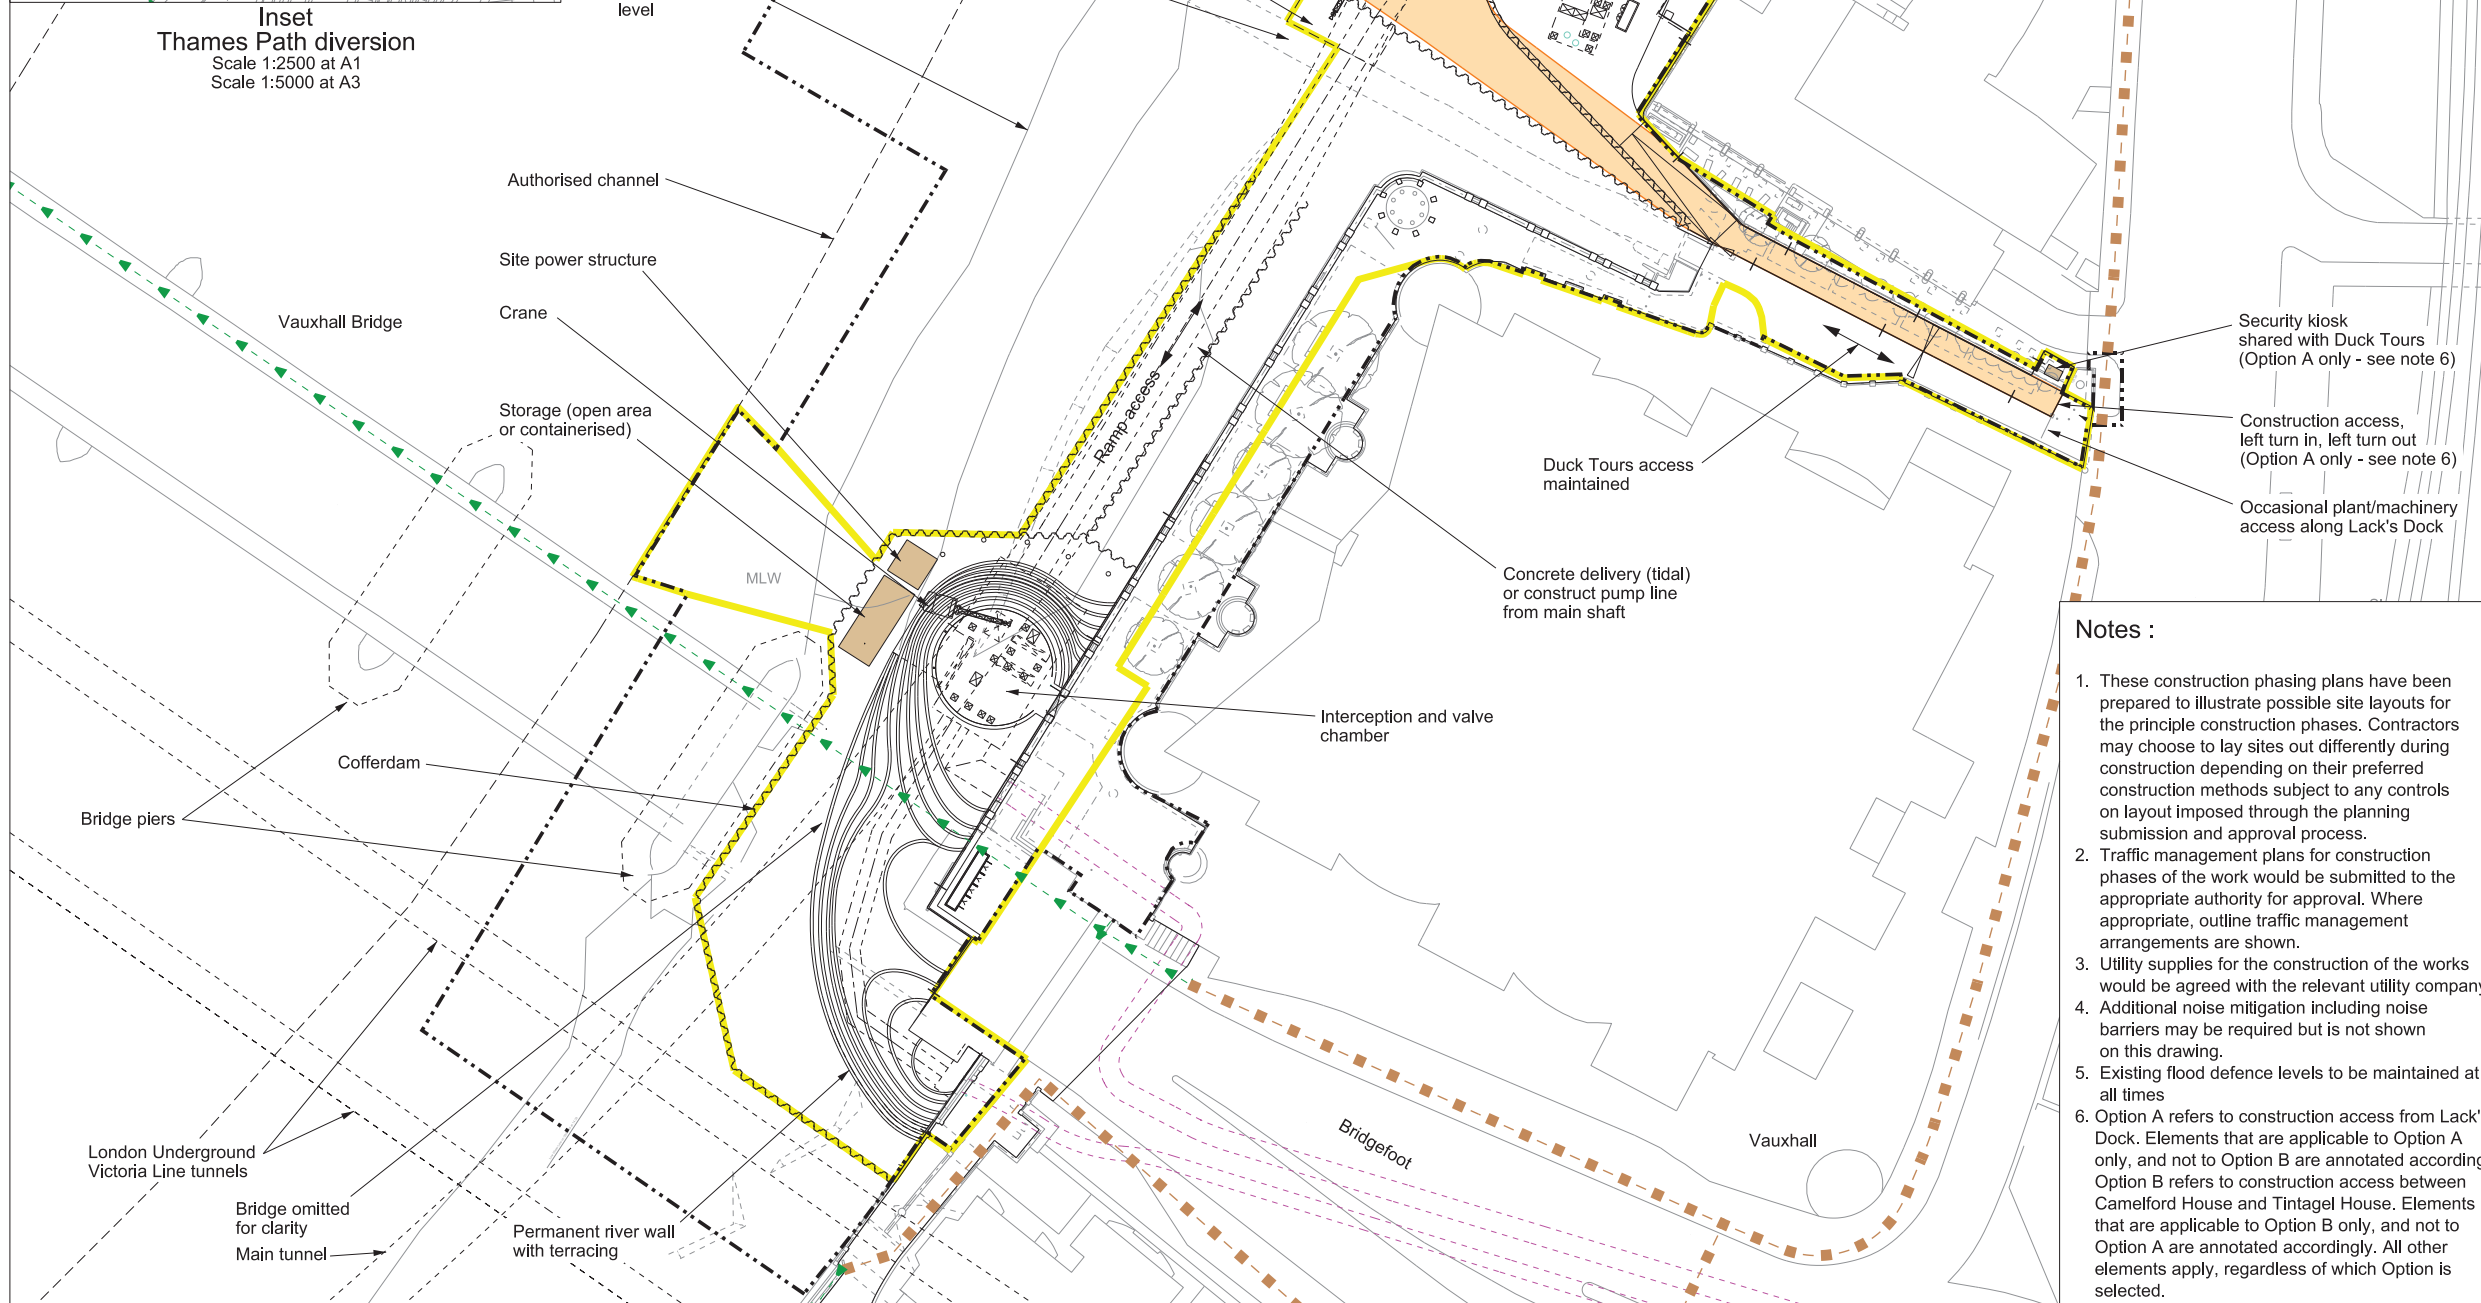 Inset
Thames Path diversion
Scale 1:2500 at A1
Scale 1:5000 at A3
level
Authorised channel
Site power structure
Crane
Vauxhall Bridge
Storage (open area
or containerised)
MLW
Ramp access
Security kiosk
shared with Duck Tours
(Option A only - see note 6)
Construction access,
left turn in, left turn out
(Option A only - see note 6)
Duck Tours access
maintained
Occasional plant/machinery
access along Lack's Dock
Concrete delivery (tidal)
or construct pump line
from main shaft
Interception and valve
chamber
Cofferdam
Bridge piers
London Underground
Victoria Line tunnels
Bridge omitted
for clarity
Main tunnel
Permanent river wall
with terracing
Bridgefoot
Vauxhall
Notes :
1. These construction phasing plans have been
prepared to illustrate possible site layouts for
the principle construction phases. Contractors
may choose to lay sites out differently during
construction depending on their preferred
construction methods subject to any controls
on layout imposed through the planning
submission and approval process.
2. Traffic management plans for construction
phases of the work would be submitted to the
appropriate authority for approval. Where
appropriate, outline traffic management
arrangements are shown.
3. Utility supplies for the construction of the works
would be agreed with the relevant utility company
4. Additional noise mitigation including noise
barriers may be required but is not shown
on this drawing.
5. Existing flood defence levels to be maintained at
all times
6. Option A refers to construction access from Lack'
Dock. Elements that are applicable to Option A
only, and not to Option B are annotated according
Option B refers to construction access between
Camelford House and Tintagel House. Elements
that are applicable to Option B only, and not to
Option A are annotated accordingly. All other
elements apply, regardless of which Option is
selected.